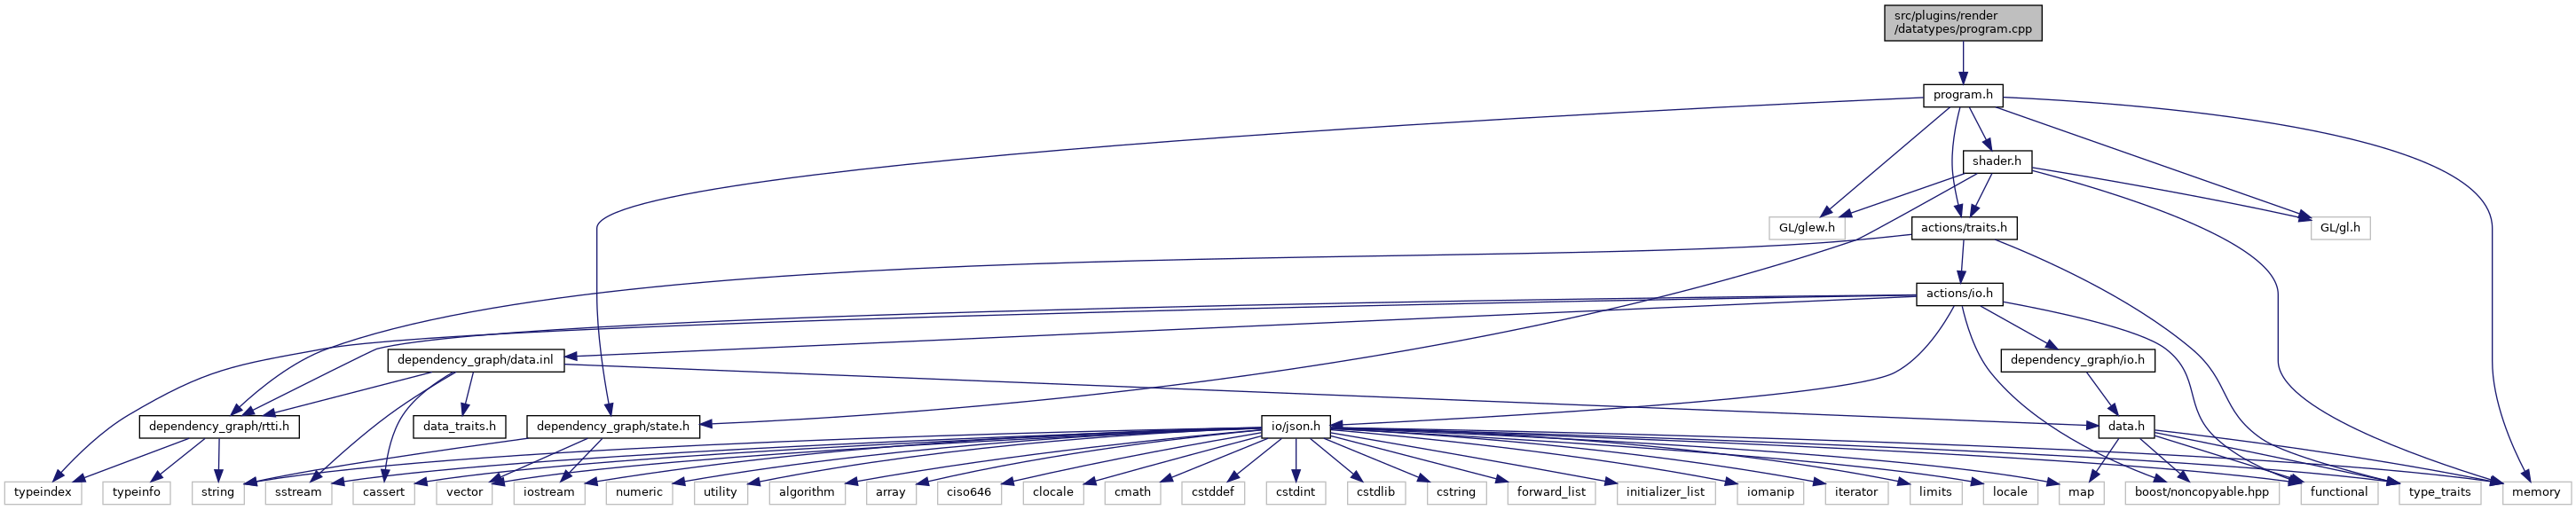 src/plugins/render
/datatypes/program.cpp
program.h
shader.h
GL/glew.h
actions/traits.h
GL/gl.h
actions/io.h
dependency_graph/data.inl
dependency_graph/io.h
dependency_graph/rtti.h
data_traits.h
dependency_graph/state.h
io/json.h
data.h
typeindex
typeinfo
string
sstream
cassert
vector
iostream
numeric
utility
algorithm
array
ciso646
clocale
cmath
cstddef
cstdint
cstdlib
cstring
forward_list
initializer_list
iomanip
iterator
limits
locale
map
boost/noncopyable.hpp
functional
type_traits
memory